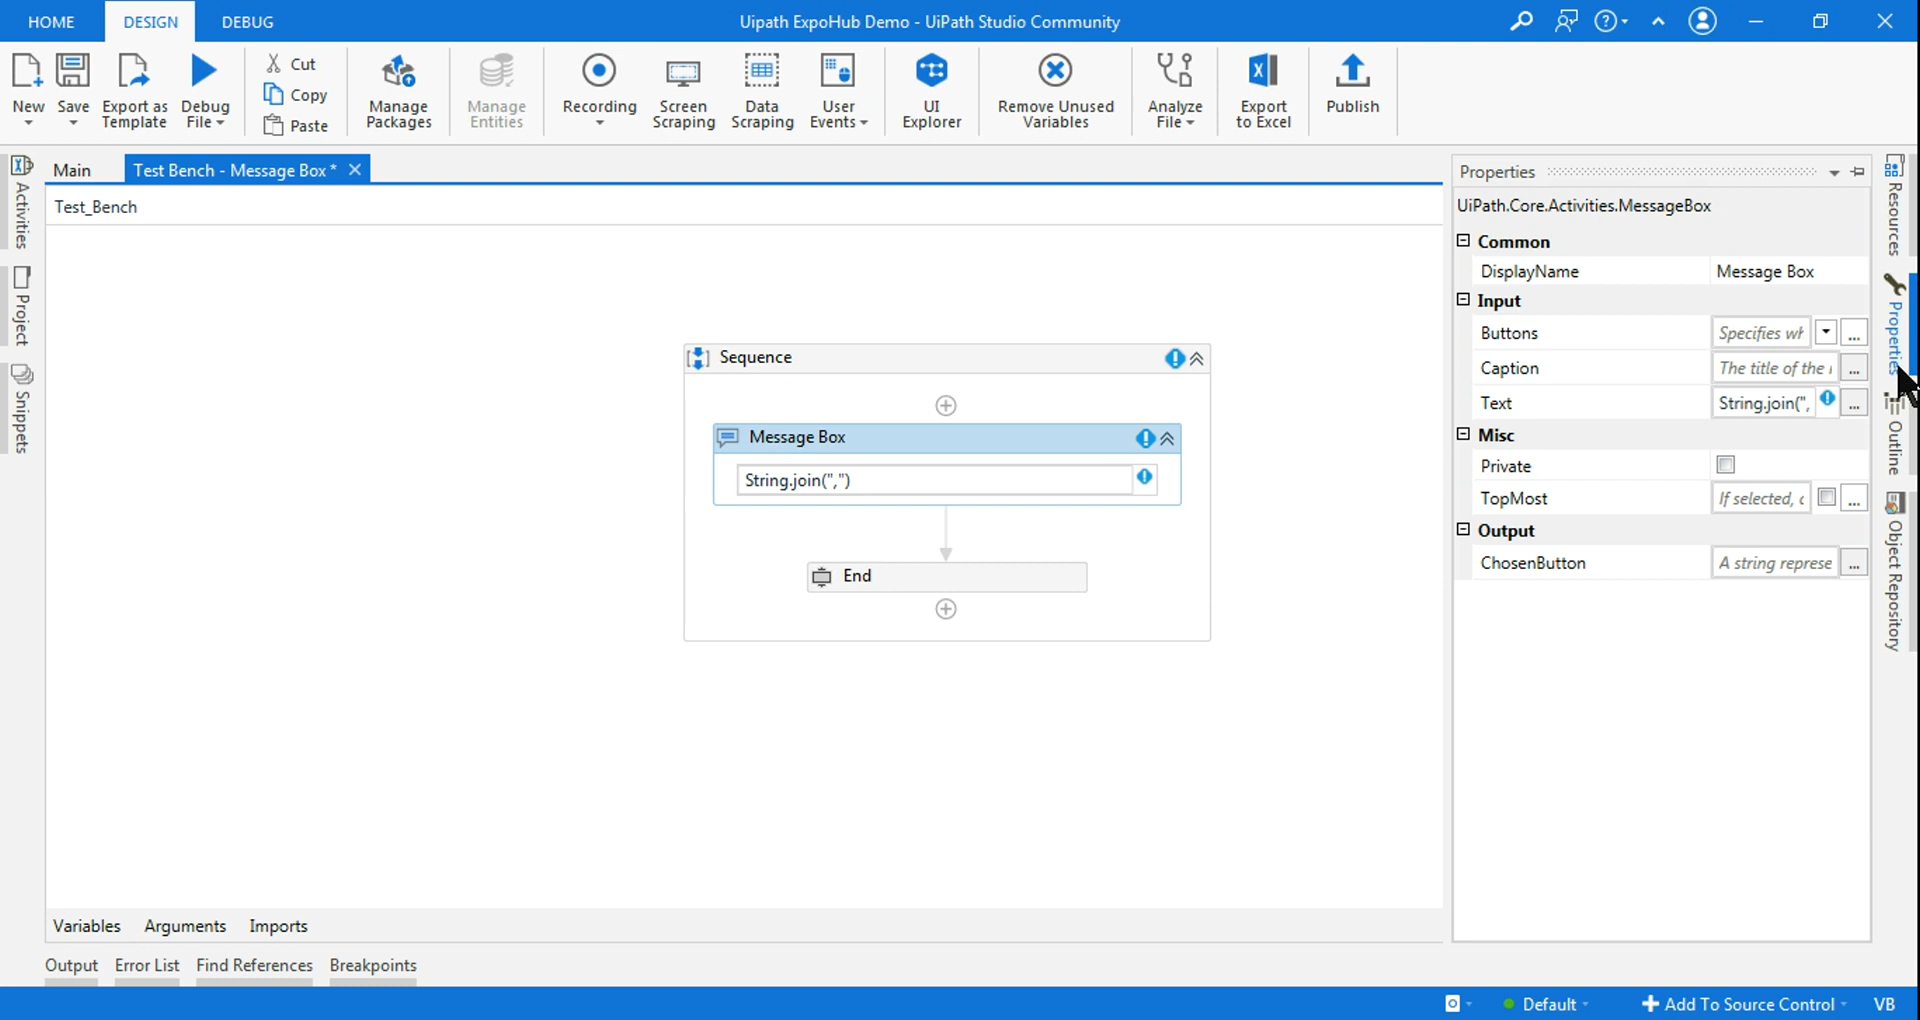 HOME DESIGN DEBUG Uipath ExpoHub Demo - UiPath Studio Community
New Save Export as Template Debug File Cut Copy Paste Manage Packages Manage Entities Recording Screen Scraping Data Scraping User Events UI Explorer Remove Unused Variables Analyze File Export to Excel Publish
Main Test Bench - Message Box *
Test_Bench
Activities
Project
Snippets
Sequence
Message Box
String.join(",")
End
Variables Arguments Imports
Output Error List Find References Breakpoints
Properties
UiPath.Core.Activities.MessageBox
Common
DisplayName Message Box
Input
Buttons Specifies wh ...
Caption The title of the ...
Text String.join(", ...
Misc
Private
TopMost If selected, ...
Output
ChosenButton A string represe ...
Resources
Properties
Outline
Object Repository
Default Add To Source Control VB